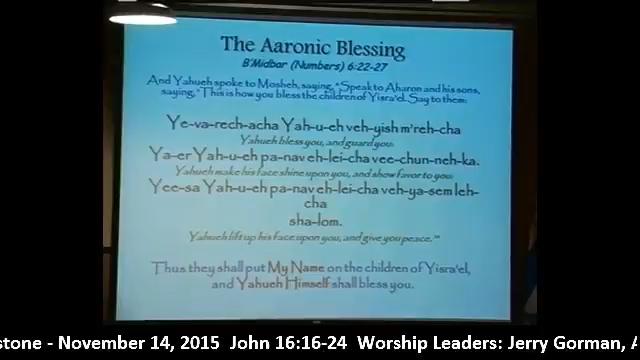 The Aaronic Blessing
B'Midbar (Numbers) 6:22-27
And Yahueh spoke to Mosheh, saying, "Speak to Aharon and his sons,
saying, "This is how you bless the children of Yisra'el. Say to them:
Ye-va-rech-acha Yah-u-eh veh-yish m'reh-cha
Yahueh bless you, and guard you:
Ya-er Yah-u-eh pa-nav eh-lei-cha vee-chun-neh-ka.
Yahueh make his face shine upon you, and show favor to you:
Yee-sa Yah-u-eh pa-nav eh-lei-cha veh-ya-sem leh-
cha
sha-lom.
Yahueh lift up his face upon you, and give you peace."'
Thus they shall put My Name on the children of Yisra'el,
and Yahueh Himself shall bless you.
stone - November 14, 2015 John 16:16-24 Worship Leaders: Jerry Gorman, A